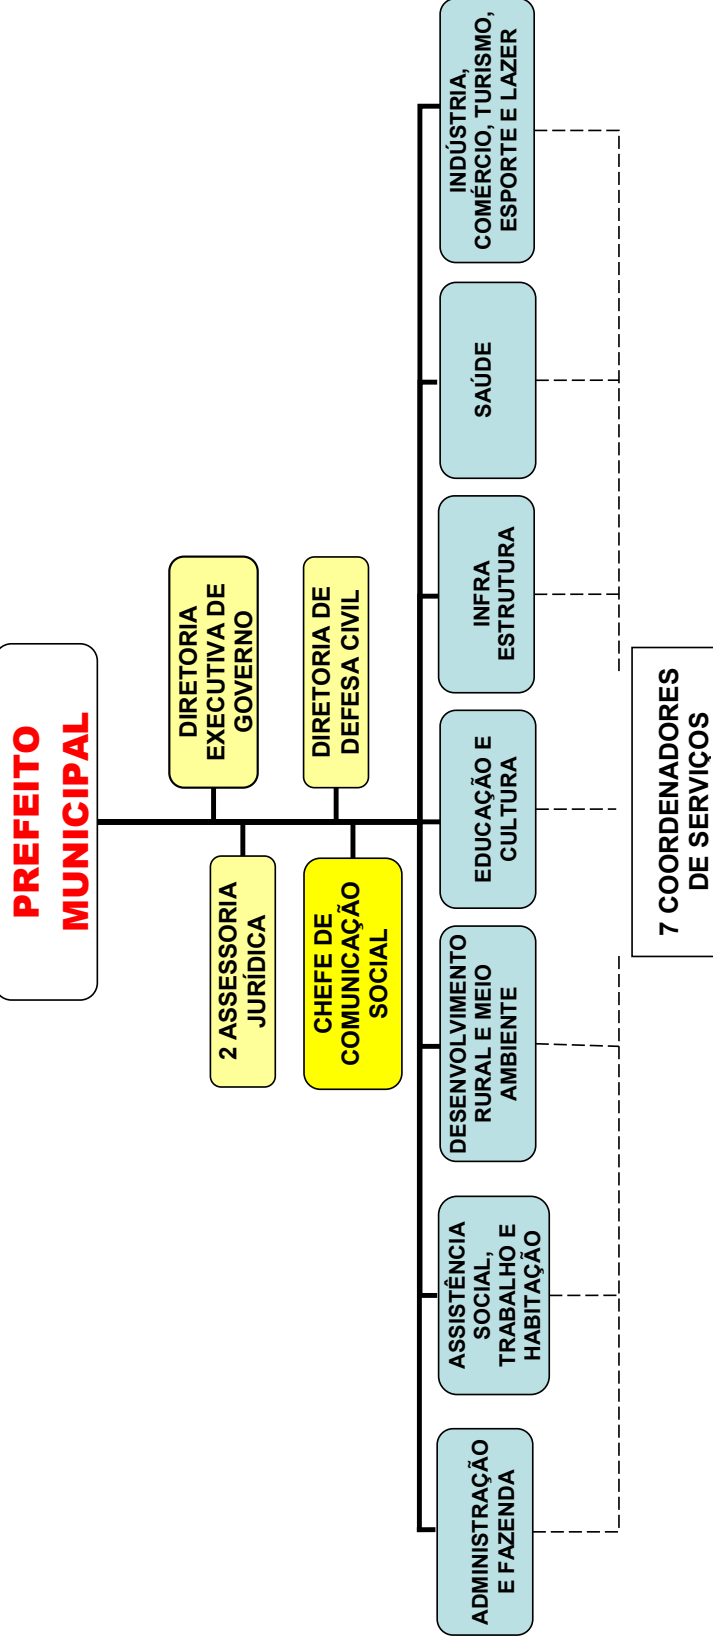 PREFEITO
MUNICIPAL
DIRETORIA
EXECUTIVA DE
GOVERNO
2 ASSESSORIA
JURÍDICA
DIRETORIA DE
DEFESA CIVIL
CHEFE DE
COMUNICAÇÃO
SOCIAL
ADMINISTRAÇÃO
E FAZENDA
ASSISTÊNCIA
SOCIAL,
TRABALHO E
HABITAÇÃO
DESENVOLVIMENTO
RURAL E MEIO
AMBIENTE
EDUCAÇÃO E
CULTURA
INFRA
ESTRUTURA
SAÚDE
INDÚSTRIA,
COMÉRCIO, TURISMO,
ESPORTE E LAZER
7 COORDENADORES
DE SERVIÇOS